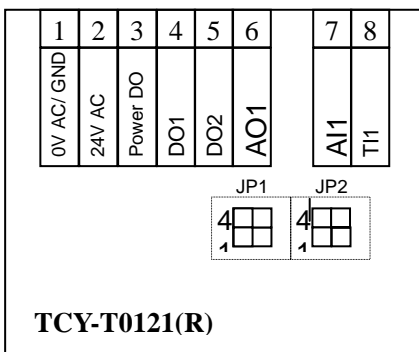 1 2 3 4 5 6 7 8
0V AC/ GND
24V AC
Power DO
DO1
DO2
AO1
AI1
TI1
JP1 JP2
4 4
1 1
TCY-T0121(R)